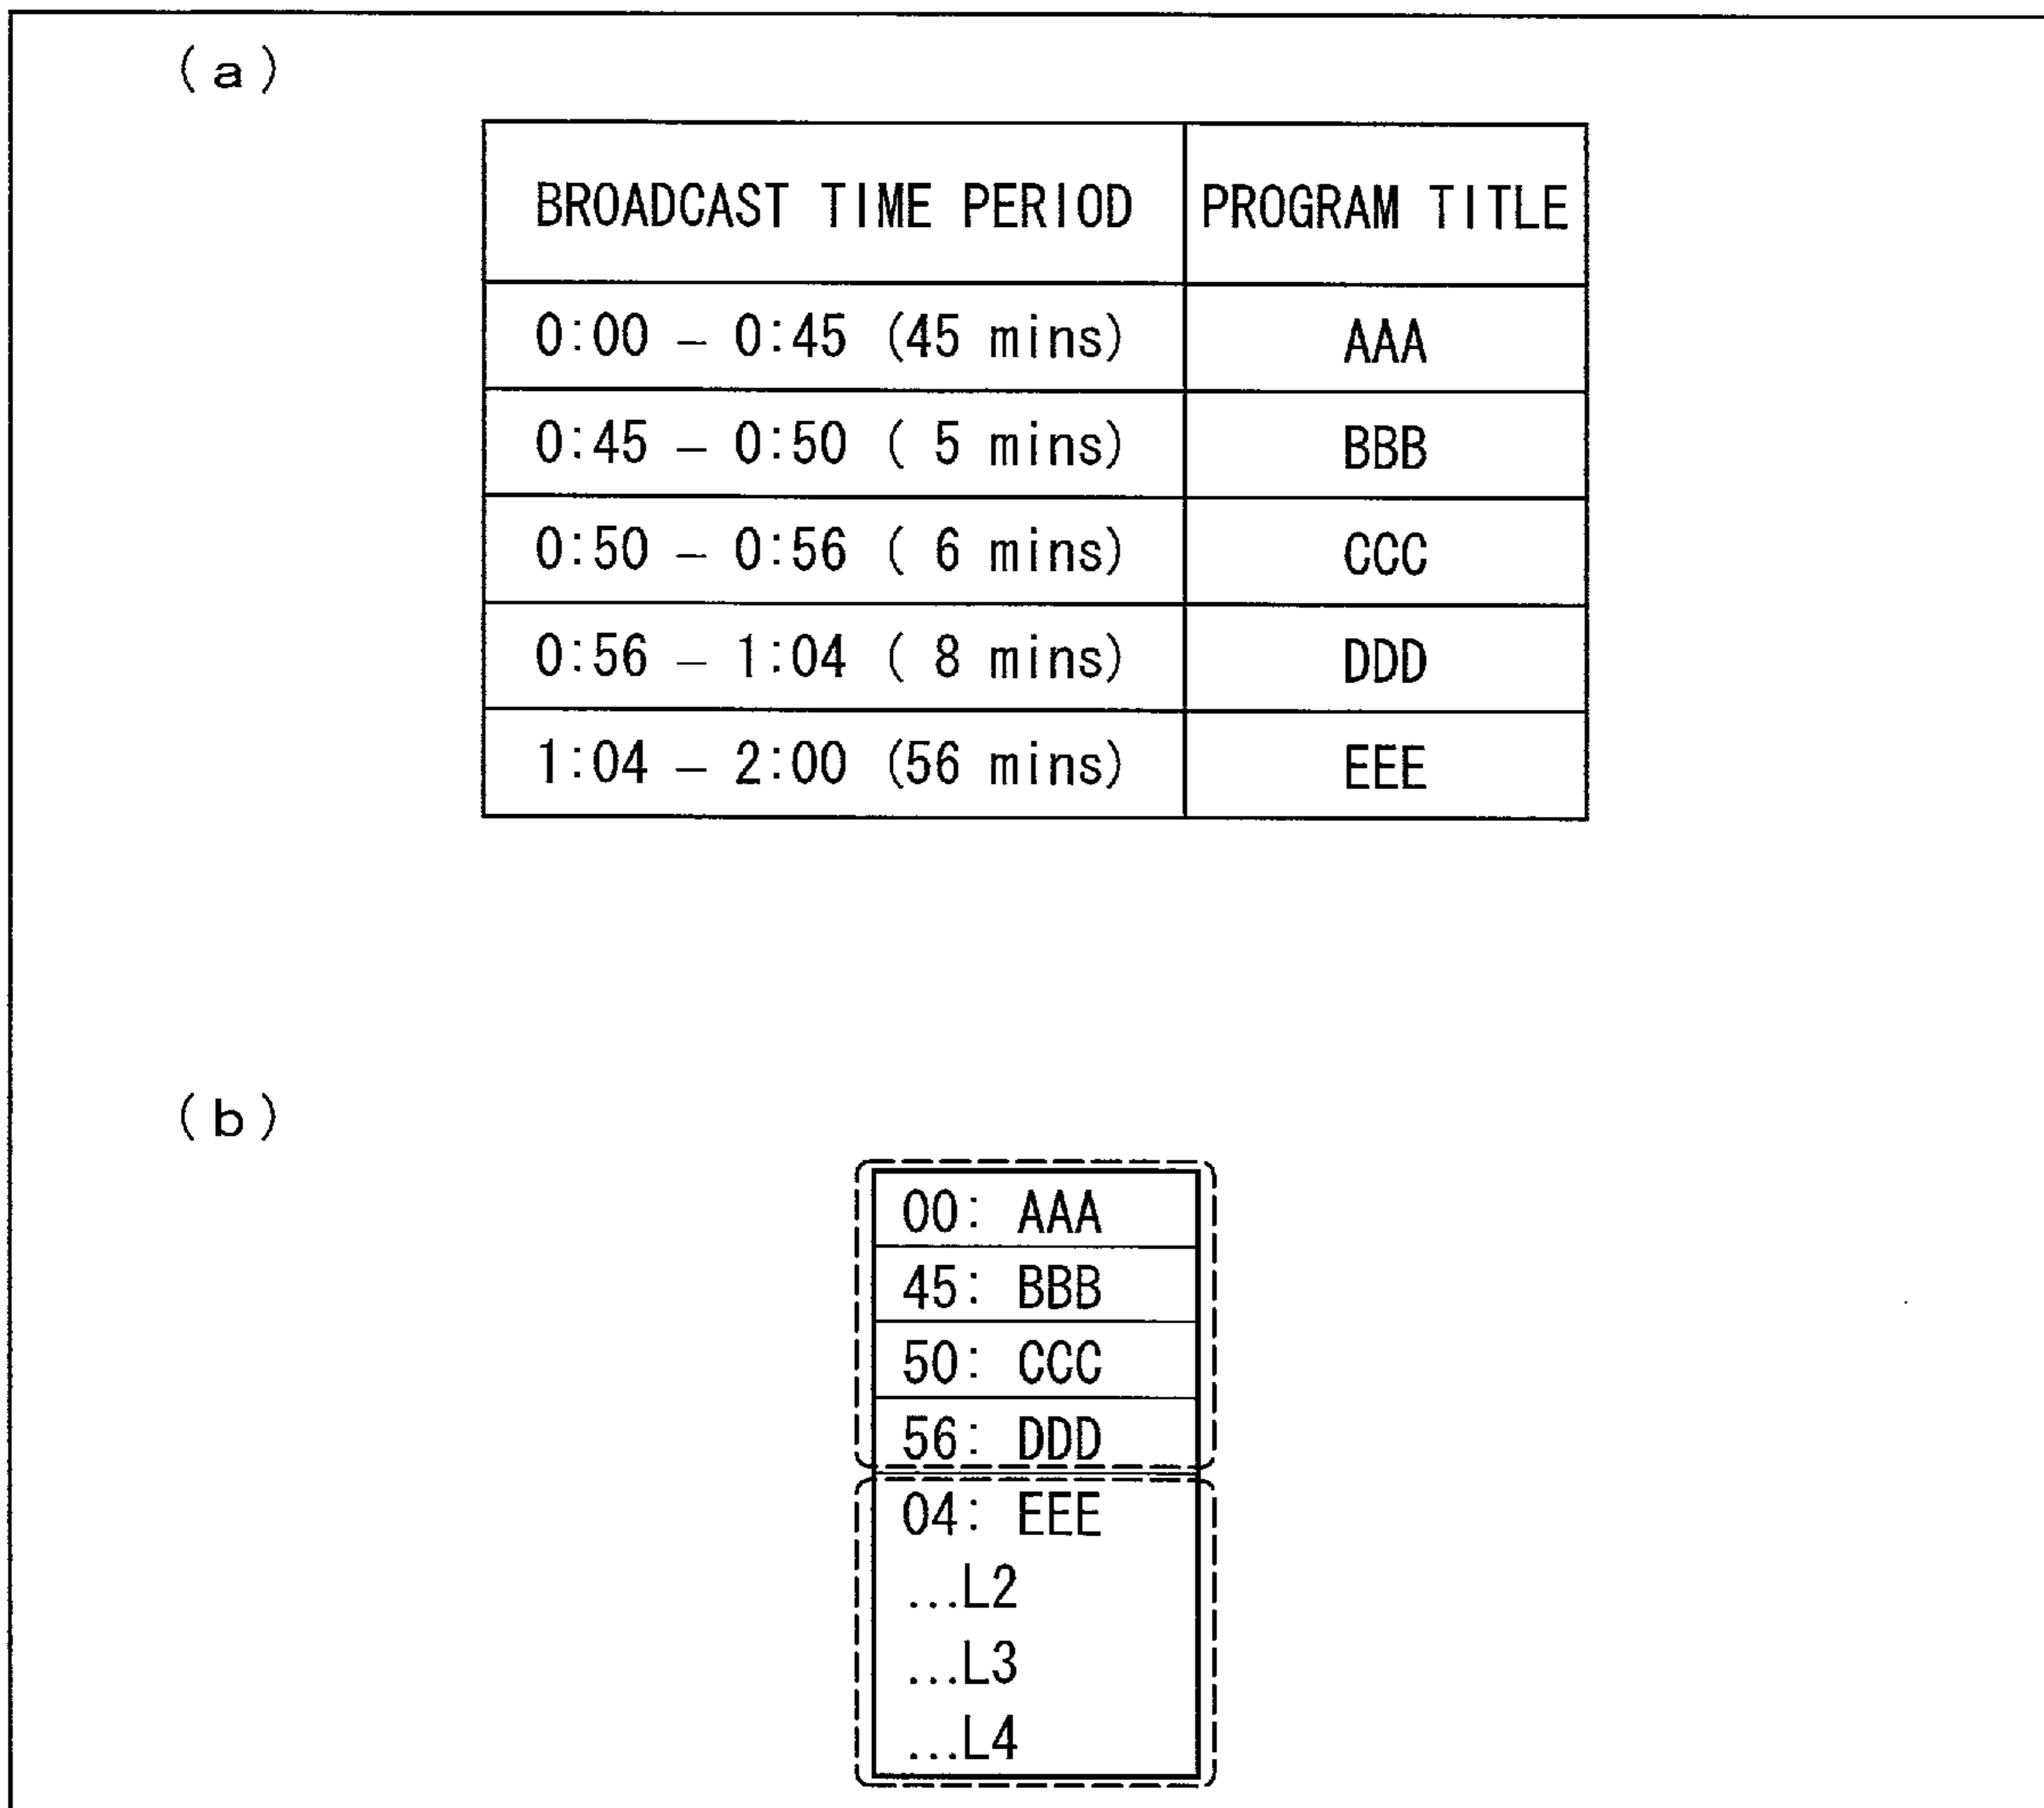 (a)
BROADCAST TIME PERIOD PROGRAM TITLE
0:00 – 0:45 (45 mins) AAA
0:45 – 0:50 ( 5 mins) BBB
0:50 – 0:56 ( 6 mins) CCC
0:56 – 1:04 ( 8 mins) DDD
1:04 – 2:00 (56 mins) EEE
(b)
00: AAA
45: BBB
50: CCC
56: DDD
04: EEE
...L2
...L3
...L4